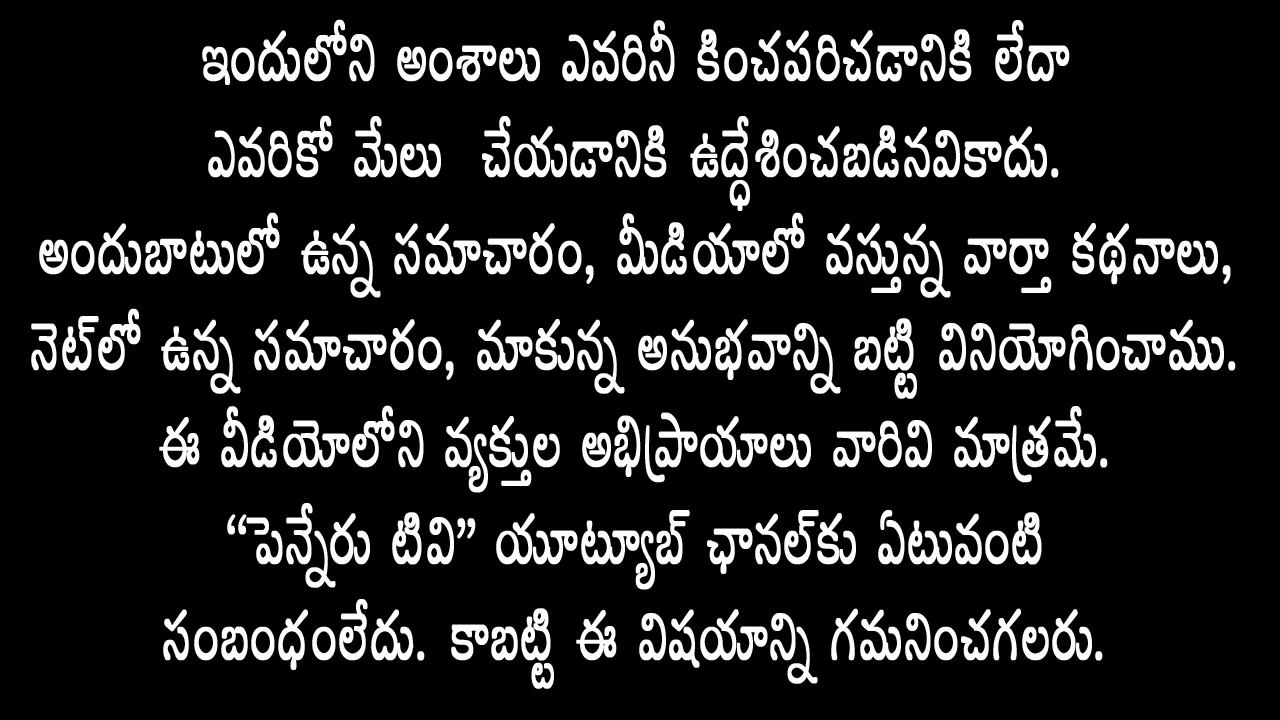 ఇందులోని అంశాలు ఎవరినీ కించపరిచడానికి లేదా
ఎవరికో మేలు చేయడానికి ఉద్ధేశించబడినవికాదు.
అందుబాటులో ఉన్న సమాచారం, మీడియాలో వస్తున్న వార్తా కథనాలు,
నెట్‌లో ఉన్న సమాచారం, మాకున్న అనుభవాన్ని బట్టి వినియోగించాము.
ఈ వీడియోలోని వ్యక్తుల అభిప్రాయాలు వారివి మాత్రమే.
“పెన్నేరు టివి” యూట్యూబ్ ఛానల్‌కు ఏటువంటి
సంబంధంలేదు. కాబట్టి ఈ విషయాన్ని గమనించగలరు.